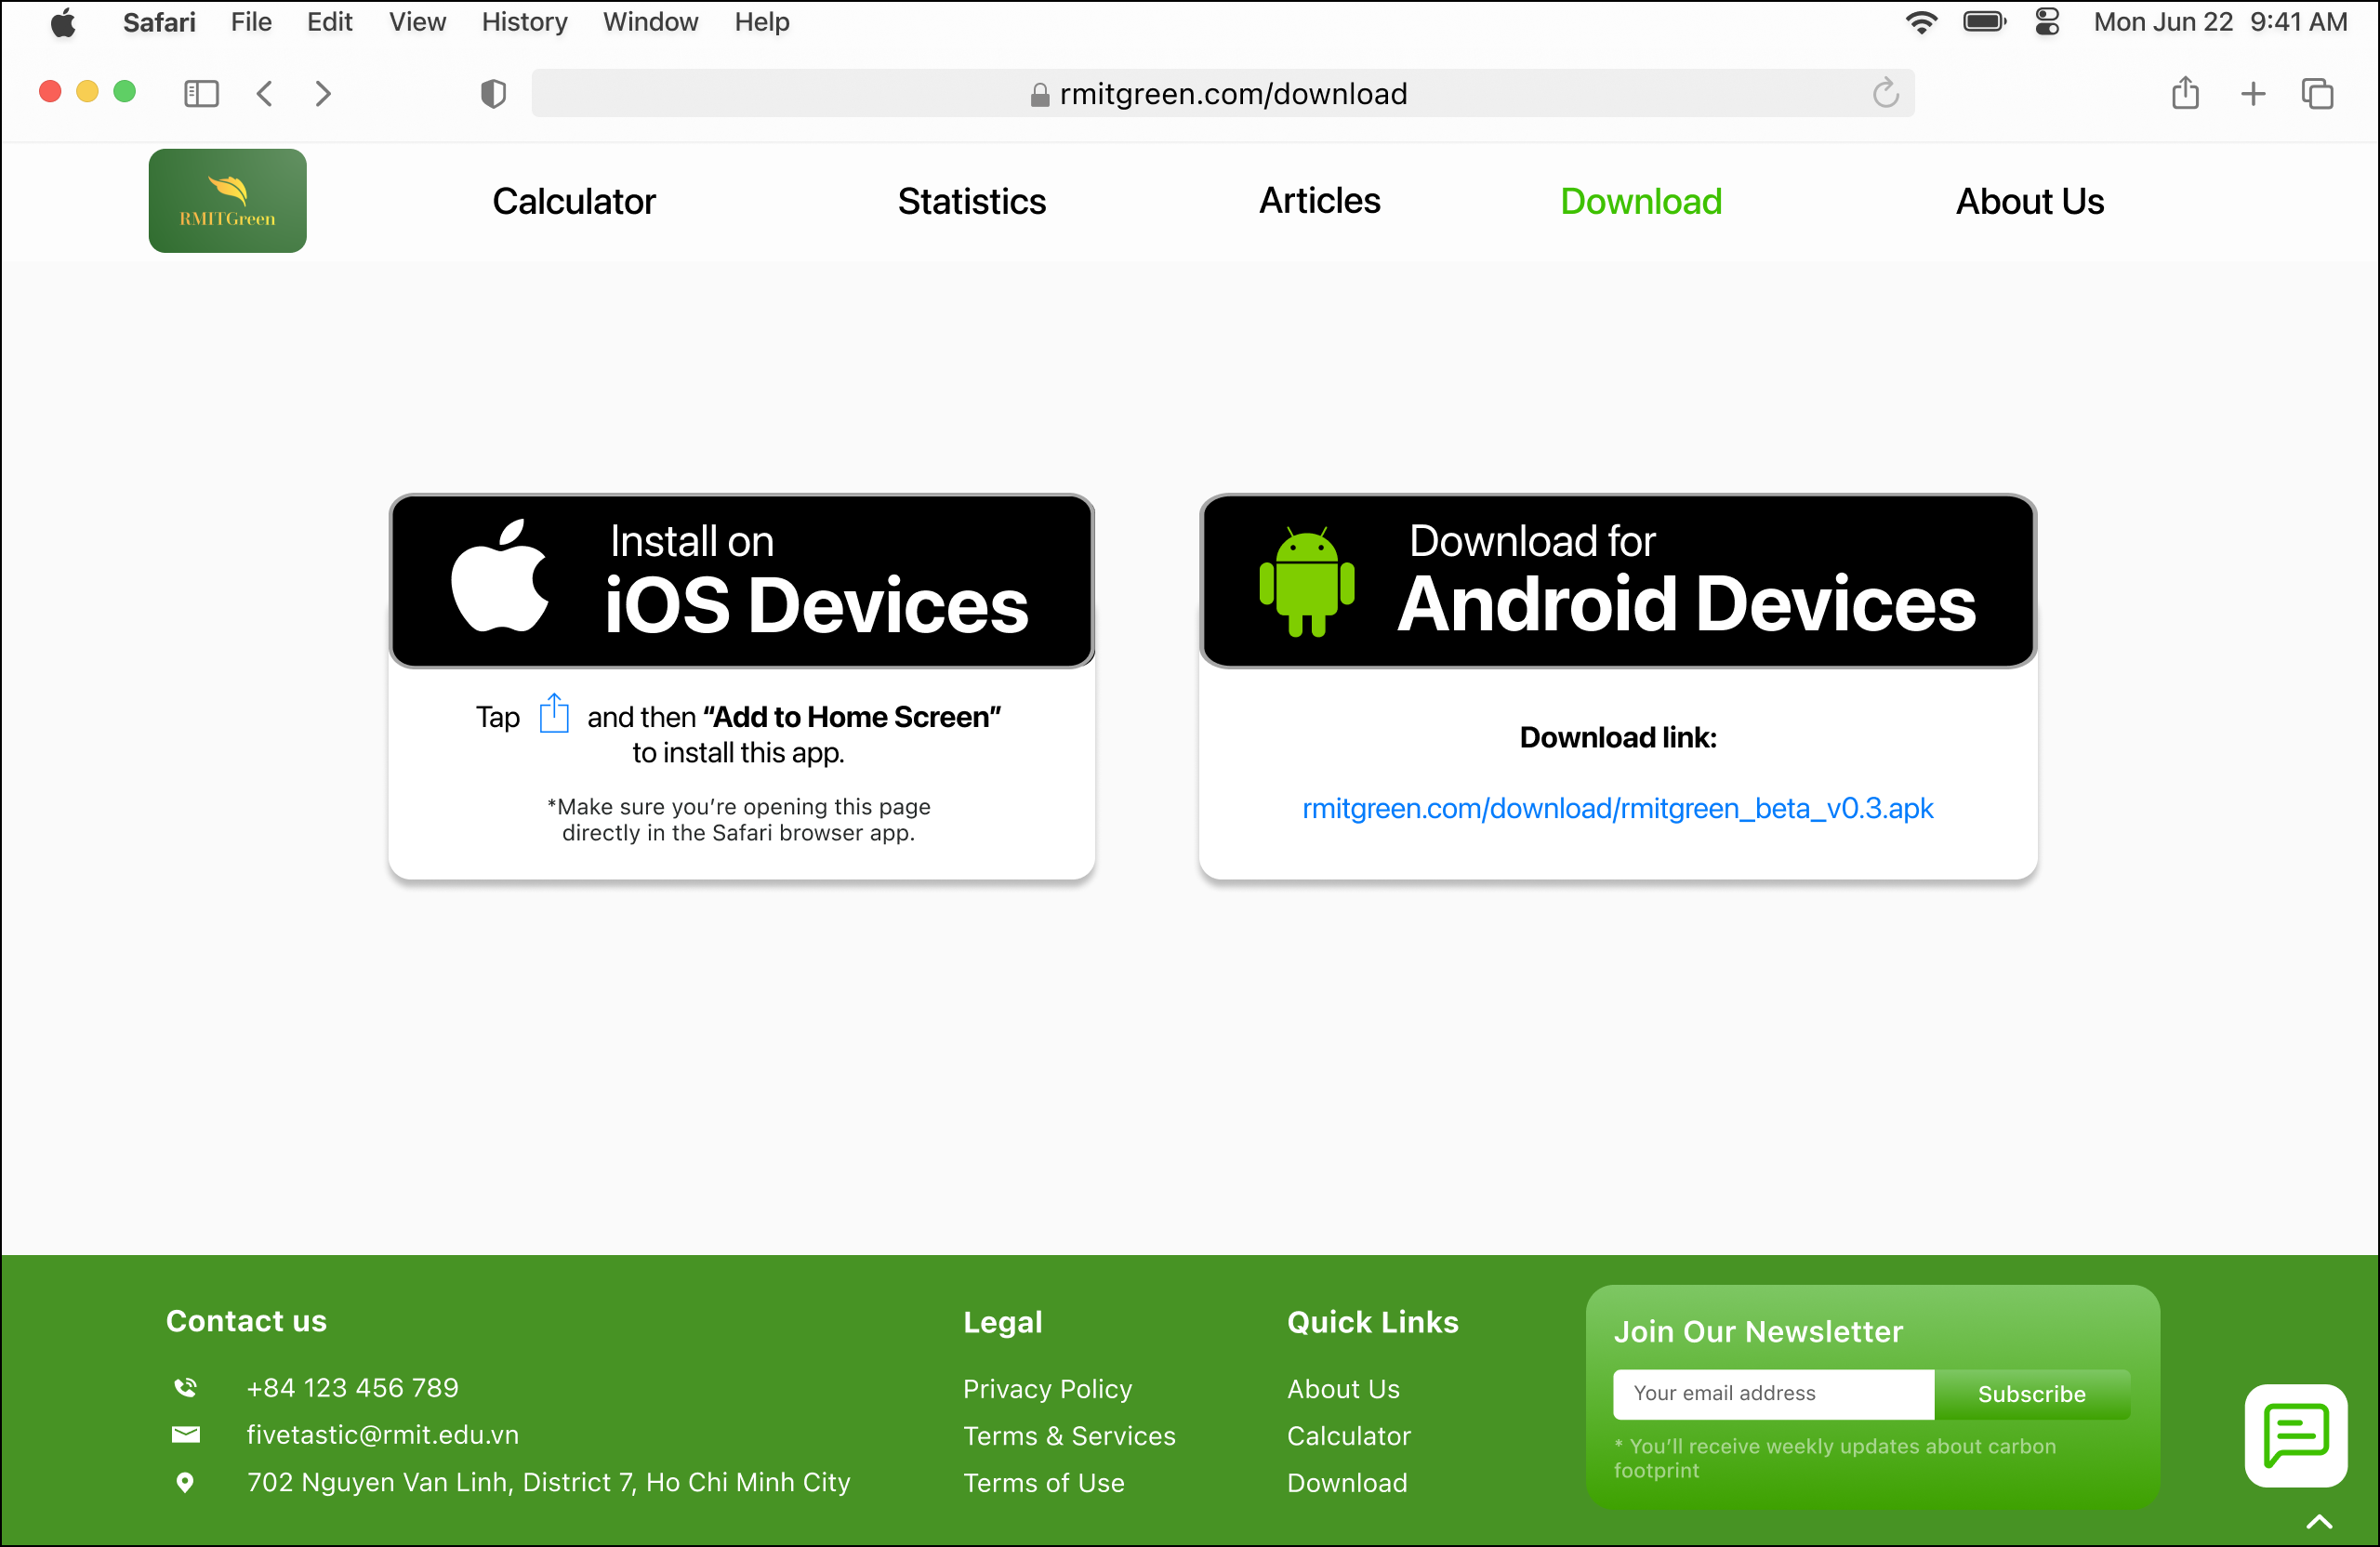 Safari File Edit View History Window Help Mon Jun 22 9:41 AM
rmitgreen.com/download
RMITGreen
Calculator Statistics Articles Download About Us
Install on
iOS Devices
Tap and then “Add to Home Screen”
to install this app.
*Make sure you’re opening this page
directly in the Safari browser app.
Download for
Android Devices
Download link:
rmitgreen.com/download/rmitgreen_beta_v0.3.apk
Contact us
+84 123 456 789
fivetastic@rmit.edu.vn
702 Nguyen Van Linh, District 7, Ho Chi Minh City
Legal
Privacy Policy
Terms & Services
Terms of Use
Quick Links
About Us
Calculator
Download
Join Our Newsletter
Your email address Subscribe
* You’ll receive weekly updates about carbon
footprint